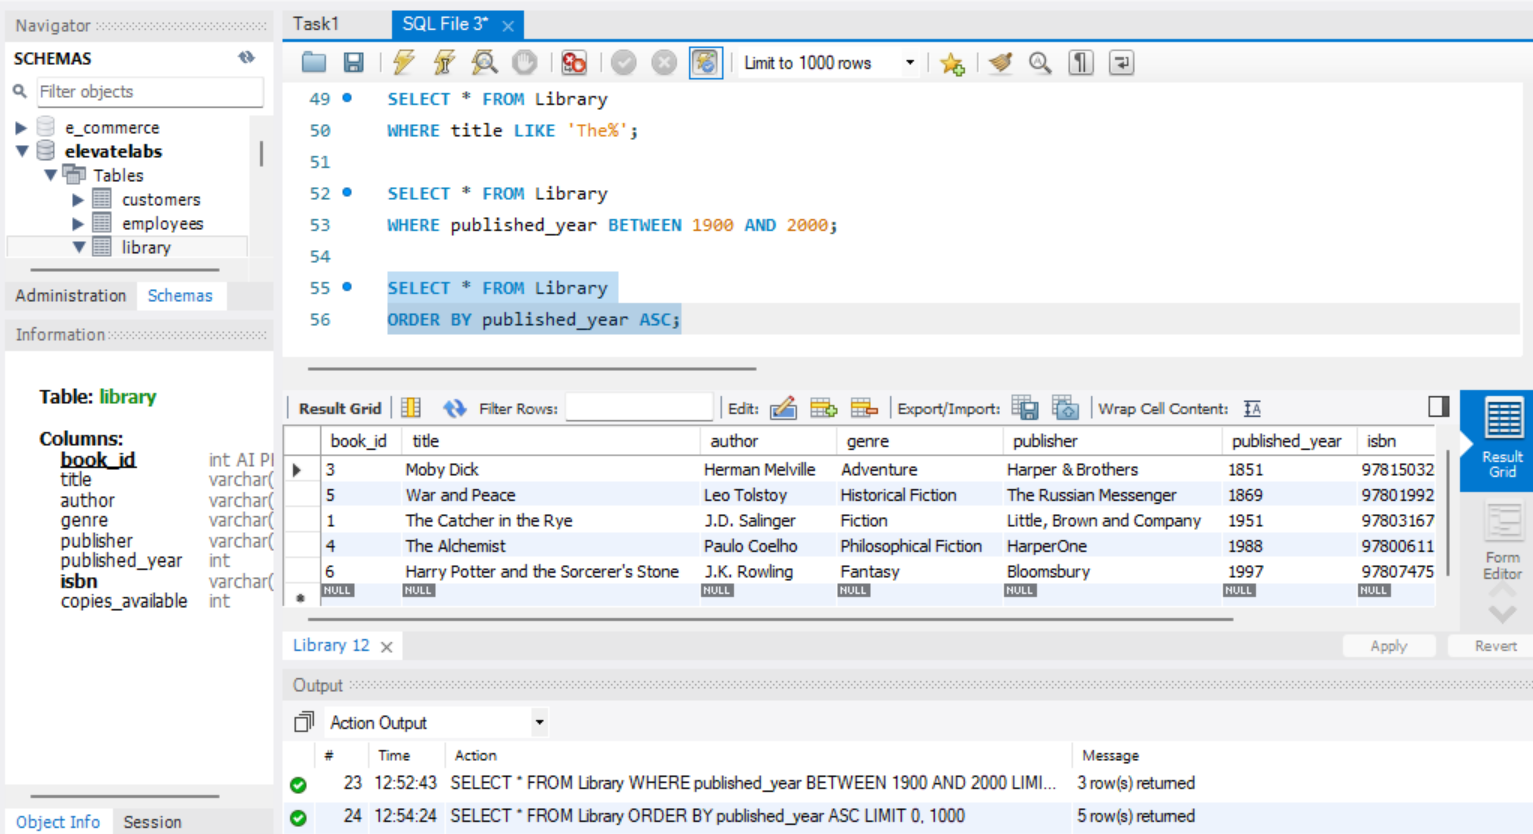 Navigator
SCHEMAS
Filter objects
e_commerce
elevatelabs
Tables
customers
employees
library
Administration Schemas
Information
Table: library
Columns:
book_id int AI PI
title varchar(
author varchar(
genre varchar(
publisher varchar(
published_year int
isbn varchar(
copies_available int
Object Info Session
Task1 SQL File 3*
Limit to 1000 rows
49 SELECT * FROM Library
50 WHERE title LIKE 'The%';
51
52 SELECT * FROM Library
53 WHERE published_year BETWEEN 1900 AND 2000;
54
55 SELECT * FROM Library
56 ORDER BY published_year ASC;
Result Grid Filter Rows: Edit: Export/Import: Wrap Cell Content: IA
book_id title author genre publisher published_year isbn
3 Moby Dick Herman Melville Adventure Harper & Brothers 1851 97815032
5 War and Peace Leo Tolstoy Historical Fiction The Russian Messenger 1869 97801992
1 The Catcher in the Rye J.D. Salinger Fiction Little, Brown and Company 1951 97803167
4 The Alchemist Paulo Coelho Philosophical Fiction HarperOne 1988 97800611
6 Harry Potter and the Sorcerer's Stone J.K. Rowling Fantasy Bloomsbury 1997 97807475
NULL NULL NULL NULL NULL NULL NULL
Result
Grid
Form
Editor
Library 12 Apply Revert
Output
Action Output
# Time Action Message
23 12:52:43 SELECT * FROM Library WHERE published_year BETWEEN 1900 AND 2000 LIMI... 3 row(s) returned
24 12:54:24 SELECT * FROM Library ORDER BY published_year ASC LIMIT 0, 1000 5 row(s) returned